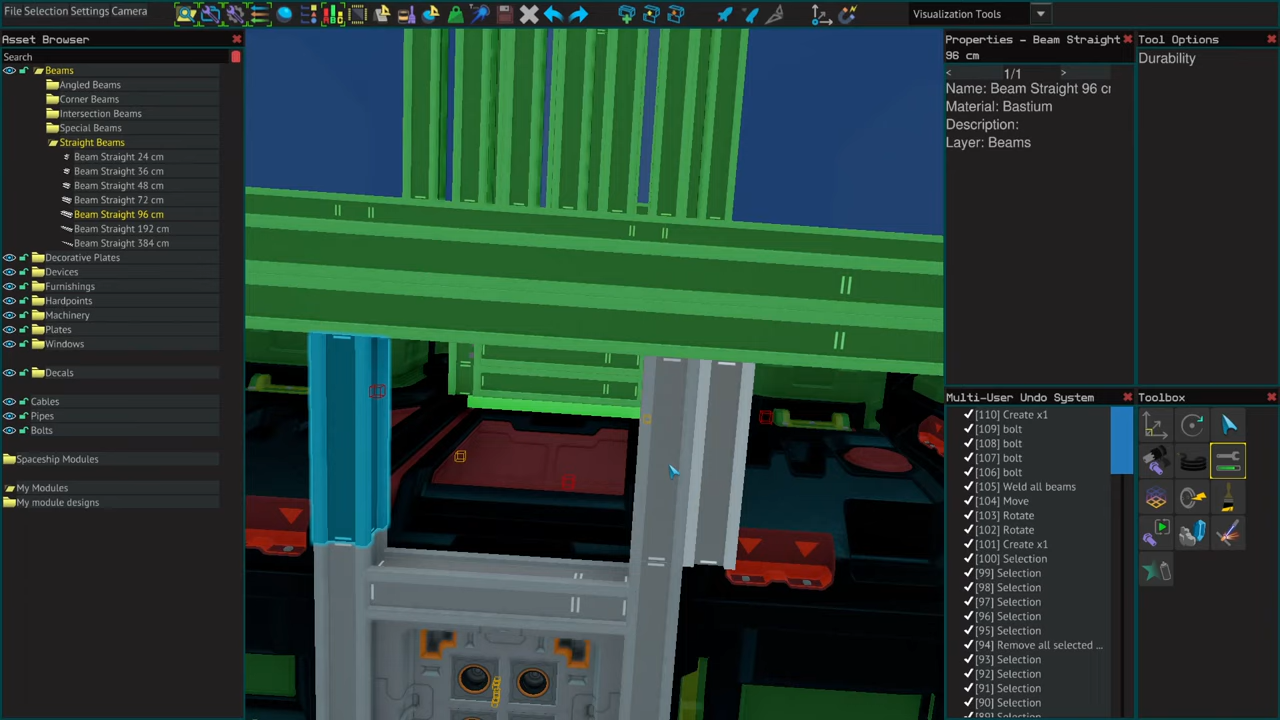 File Selection Settings Camera
Visualization Tools
Asset Browser
Search
Beams
Angled Beams
Corner Beams
Intersection Beams
Special Beams
Straight Beams
Beam Straight 24 cm
Beam Straight 36 cm
Beam Straight 48 cm
Beam Straight 72 cm
Beam Straight 96 cm
Beam Straight 192 cm
Beam Straight 384 cm
Decorative Plates
Devices
Furnishings
Hardpoints
Machinery
Plates
Windows
Decals
Cables
Pipes
Bolts
Spaceship Modules
My Modules
My module designs
Properties - Beam Straight
96 cm
< 1/1 >
Name: Beam Straight 96 cm
Material: Bastium
Description:
Layer: Beams
Tool Options
Durability
Multi-User Undo System
[110] Create x1
[109] bolt
[108] bolt
[107] bolt
[106] bolt
[105] Weld all beams
[104] Move
[103] Rotate
[102] Rotate
[101] Create x1
[100] Selection
[99] Selection
[98] Selection
[97] Selection
[96] Selection
[95] Selection
[94] Remove all selected ...
[93] Selection
[92] Selection
[91] Selection
[90] Selection
Toolbox